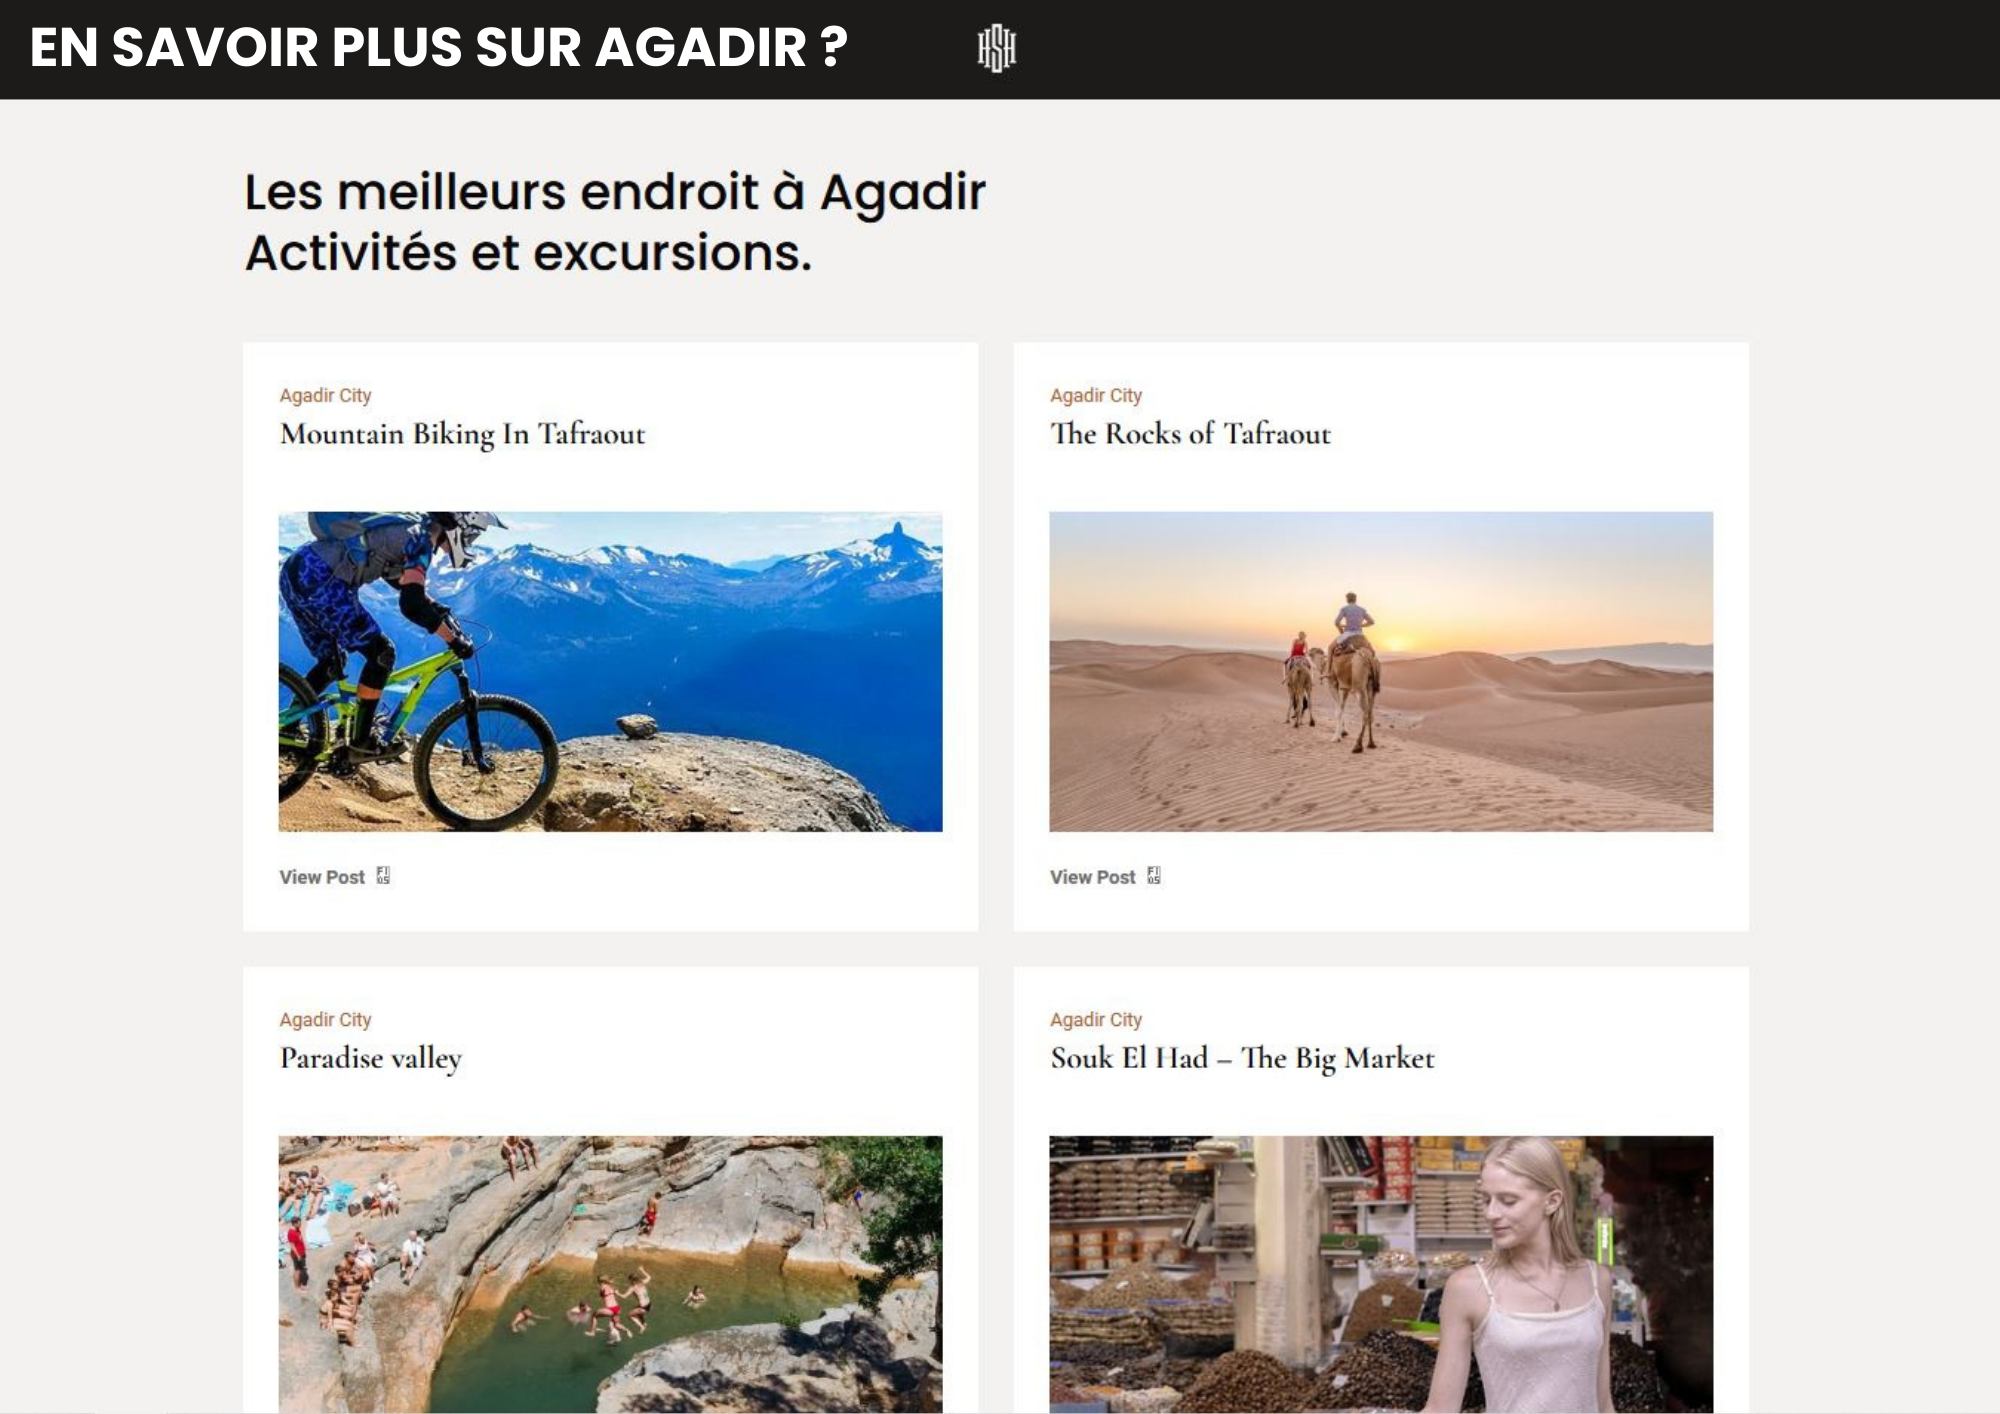 EN SAVOIR PLUS SUR AGADIR ?
HSH
Les meilleurs endroit à Agadir
Activités et excursions.
Agadir City
Mountain Biking In Tafraout
View Post
Agadir City
The Rocks of Tafraout
View Post
Agadir City
Paradise valley
Agadir City
Souk El Had – The Big Market